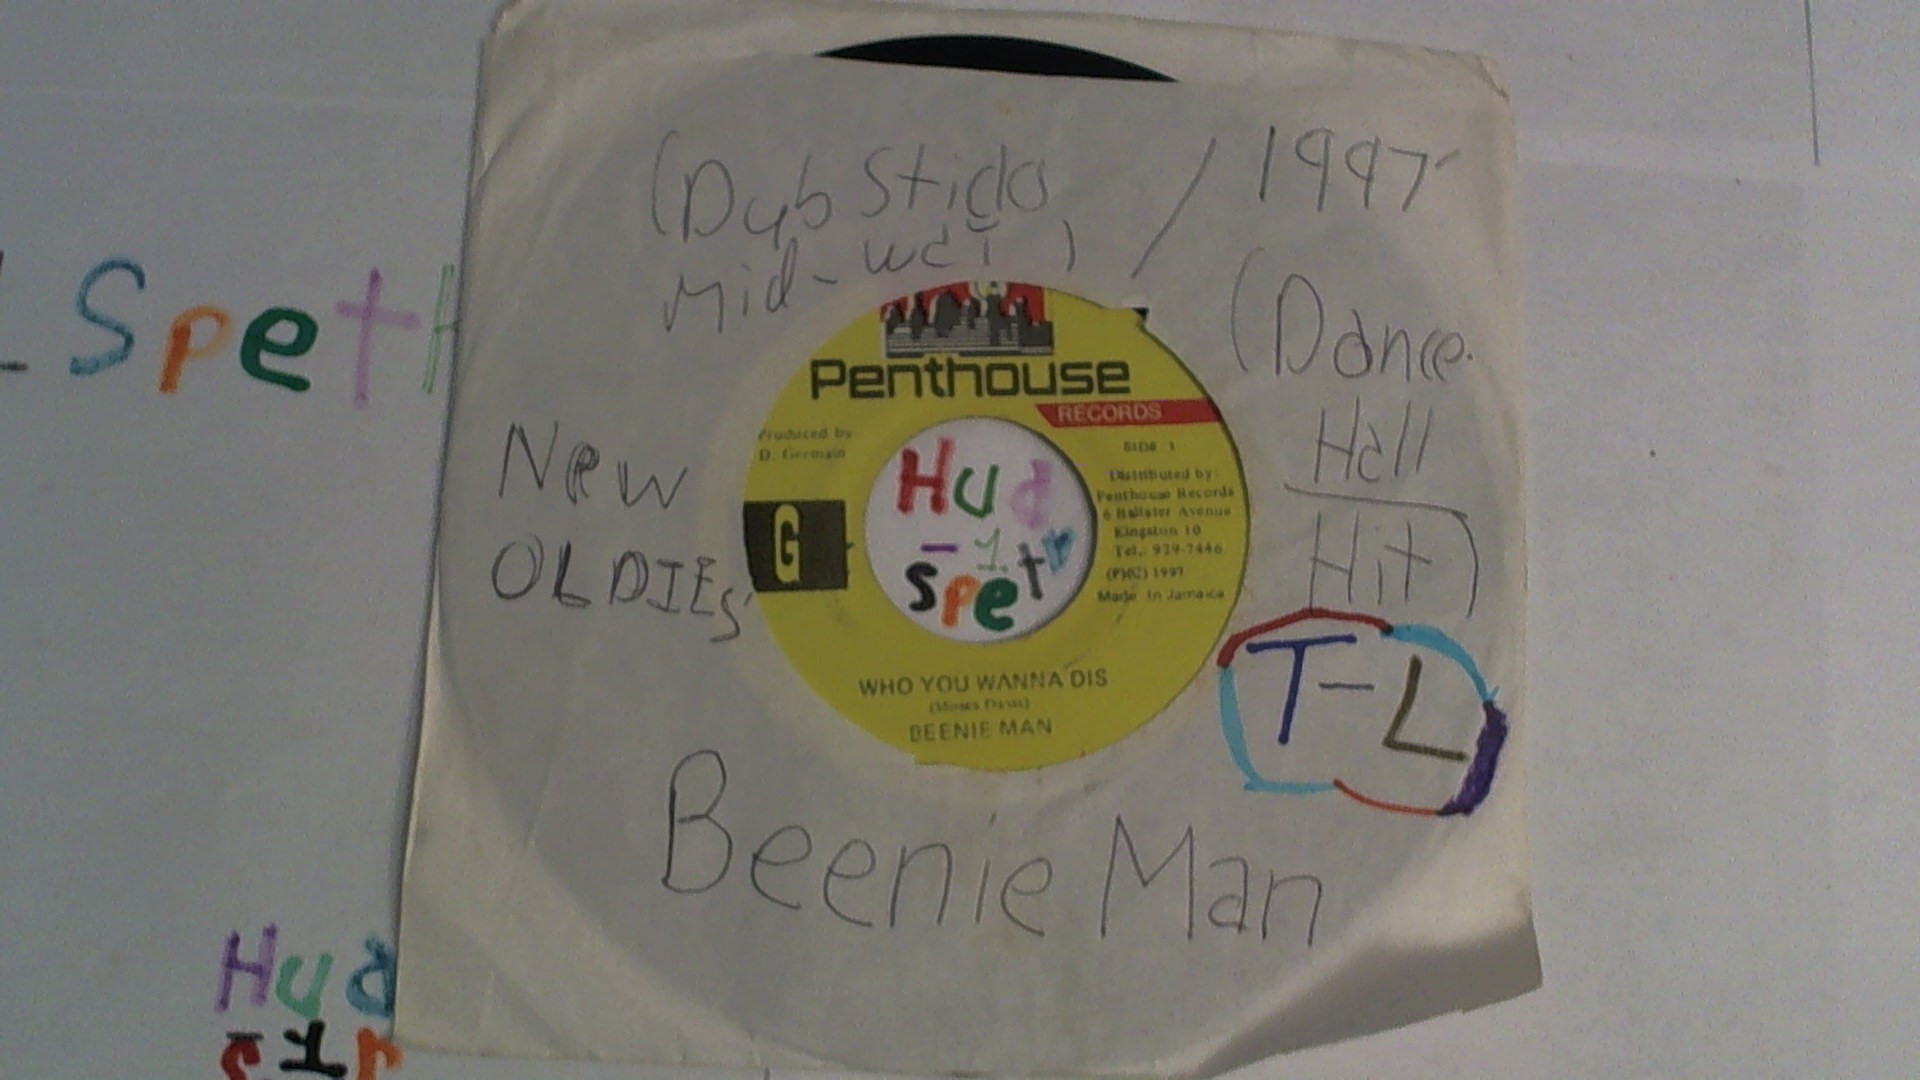 (Dub Sticks
Mid-wdi)
/ 1997
(Dance
Hall
Hit)
Spet
New
OLDIES
Penthouse
RECORDS
Produced by
D. Germain
SIDE 1
Distributed by:
Penthouse Records
6 Ballater Avenue
Kingston 10
Tel. 929-7446
1997
Made In Jamaica
G
Hud
-1
spetr
WHO YOU WANNA DIS
(Moses Davis)
BEENIE MAN
T-L
Beenie Man
Hud